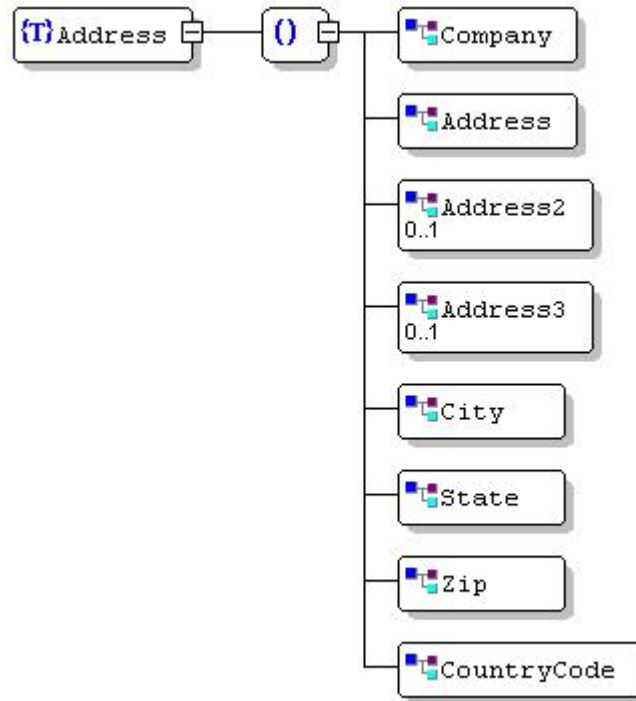 {T} Address
()
Company
Address
Address2
0..1
Address3
0..1
City
State
Zip
CountryCode